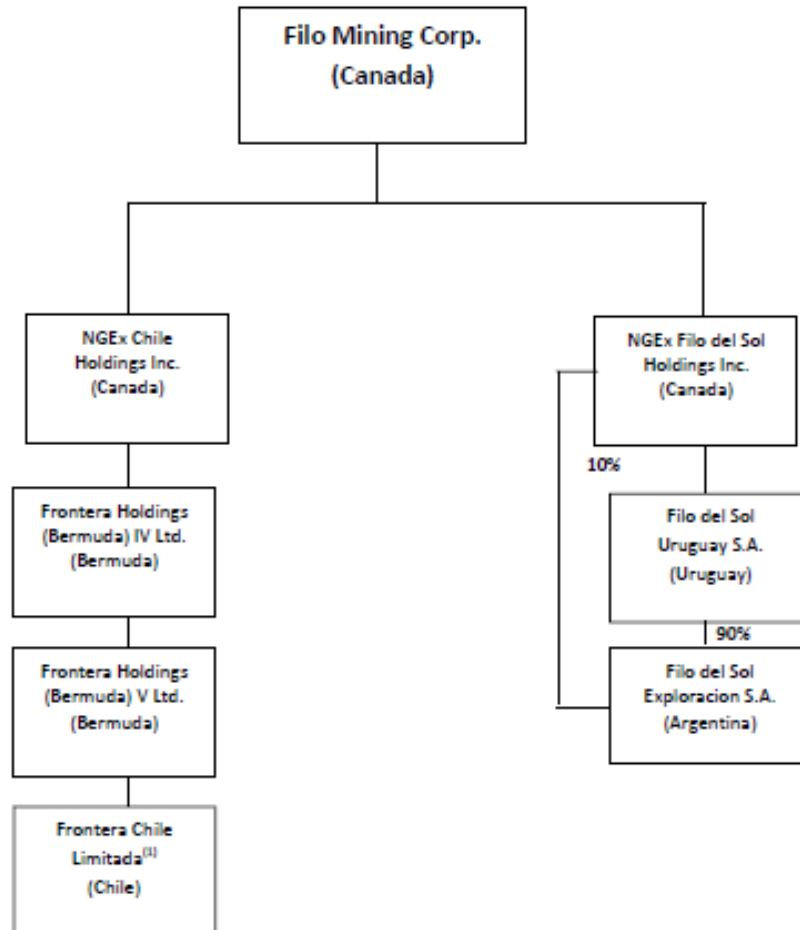 Filo Mining Corp.
(Canada)
NGEx Chile
Holdings Inc.
(Canada)
Frontera Holdings
(Bermuda) IV Ltd.
(Bermuda)
Frontera Holdings
(Bermuda) V Ltd.
(Bermuda)
Frontera Chile
Limitada(1)
(Chile)
NGEx Filo del Sol
Holdings Inc.
(Canada)
10%
Filo del Sol
Uruguay S.A.
(Uruguay)
90%
Filo del Sol
Exploracion S.A.
(Argentina)